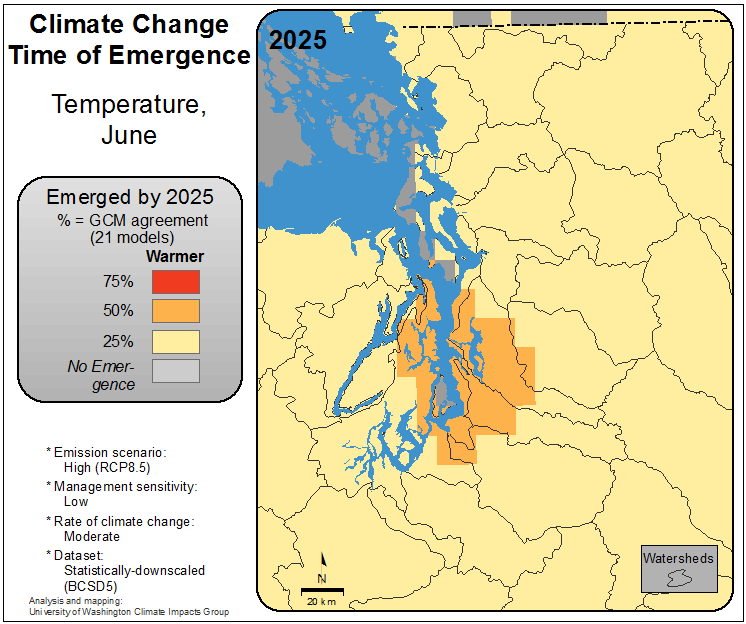 Climate Change
Time of Emergence
Temperature,
June
Emerged by 2025
% = GCM agreement
(21 models)
Warmer
75%
50%
25%
No Emer-
gence
* Emission scenario:
High (RCP8.5)
* Management sensitivity:
Low
* Rate of climate change:
Moderate
* Dataset:
Statistically-downscaled
(BCSD5)
Analysis and mapping:
University of Washington Climate Impacts Group
2025
N
20 km
Watersheds